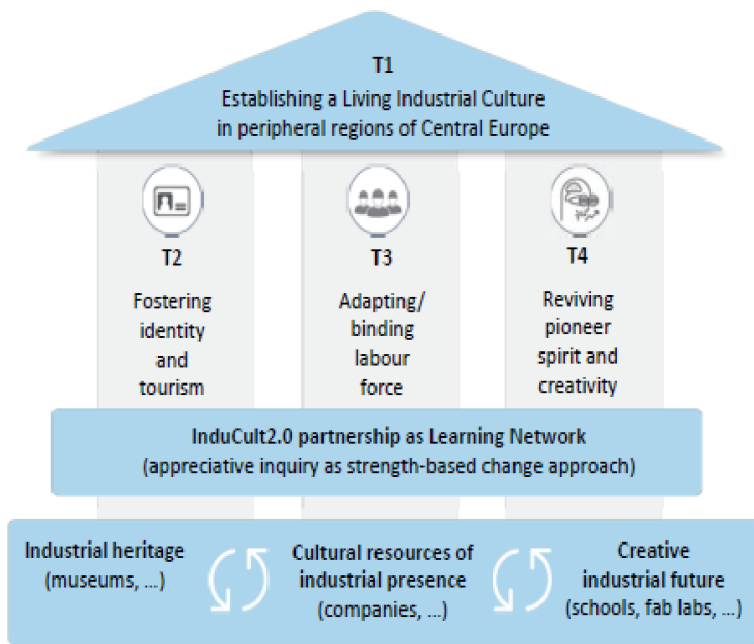 T1
Establishing a Living Industrial Culture
in peripheral regions of Central Europe
T2
Fostering
identity
and
tourism
T3
Adapting/
binding
labour
force
T4
Reviving
pioneer
spirit and
creativity
InduCult2.0 partnership as Learning Network
(appreciative inquiry as strength-based change approach)
Industrial heritage
(museums, ...)
Cultural resources of
industrial presence
(companies, ...)
Creative
industrial future
(schools, fab labs, ...)